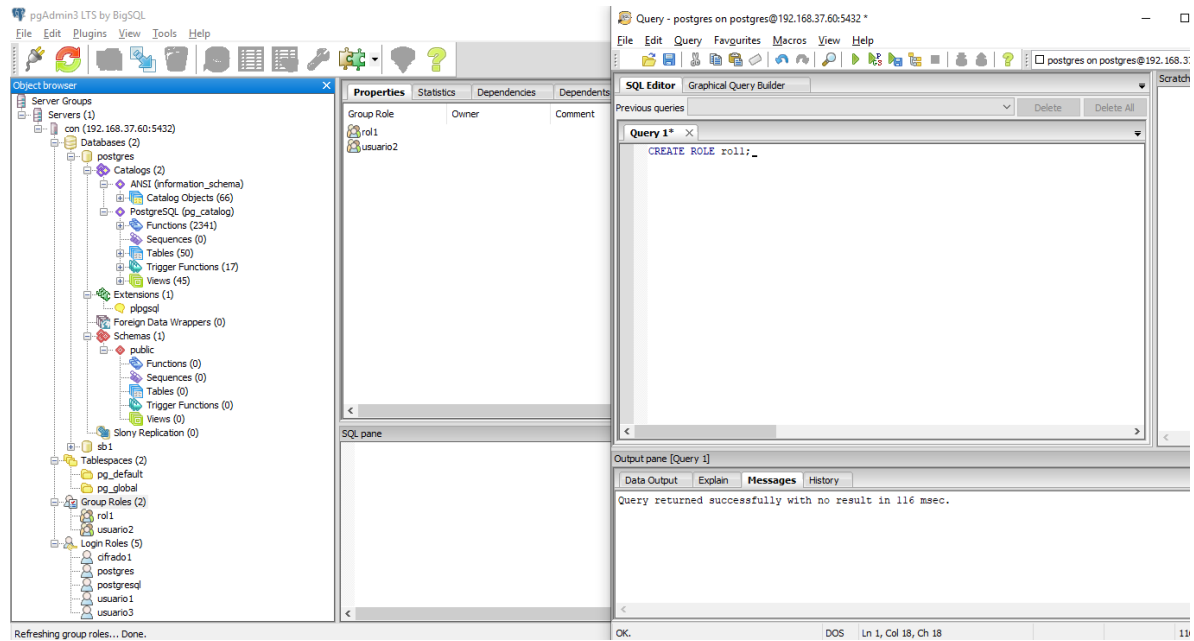 pgAdmin3 LTS by BigSQL
File Edit Plugins View Tools Help
Object browser
Server Groups
Servers (1)
con (192.168.37.60:5432)
Databases (2)
postgres
Catalogs (2)
ANSI (information_schema)
Catalog Objects (66)
PostgreSQL (pg_catalog)
Functions (2341)
Sequences (0)
Tables (50)
Trigger Functions (17)
Views (45)
Extensions (1)
plpgsql
Foreign Data Wrappers (0)
Schemas (1)
public
Functions (0)
Sequences (0)
Tables (0)
Trigger Functions (0)
Views (0)
Slony Replication (0)
sb1
Tablespaces (2)
pg_default
pg_global
Group Roles (2)
rol1
usuario2
Login Roles (5)
cifrado1
postgres
postgresql
usuario1
usuario3
Refreshing group roles... Done.
Properties Statistics Dependencies Dependents
Group Role Owner Comment
rol1
usuario2
SQL pane
Query - postgres on postgres@192.168.37.60:5432 *
File Edit Query Favourites Macros View Help
postgres on postgres@192.168.37
SQL Editor Graphical Query Builder
Scratch
Previous queries Delete Delete All
Query 1*
CREATE ROLE rol1;
Output pane [Query 1]
Data Output Explain Messages History
Query returned successfully with no result in 116 msec.
OK. DOS Ln 1, Col 18, Ch 18 11